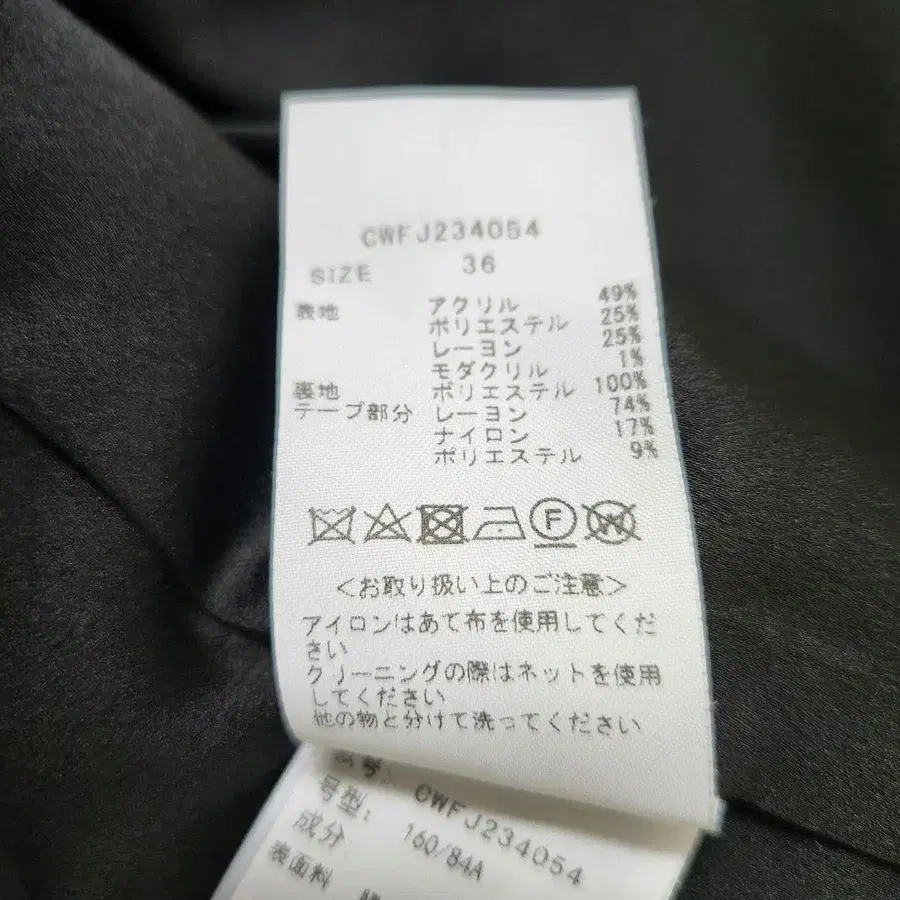 CWFJ234054
SIZE 36
表地 アクリル 49%
ポリエステル 25%
レーヨン 25%
モダクリル 1%
裏地 ポリエステル 100%
テープ部分 レーヨン 74%
ナイロン 17%
ポリエステル 9%
F W
<お取り扱い上のご注意>
アイロンはあて布を使用してくだ
さい
クリーニングの際はネットを使用
してください
他の物と分けて洗ってください
号: CWFJ234054
号型: 160/84A
成分
表面料